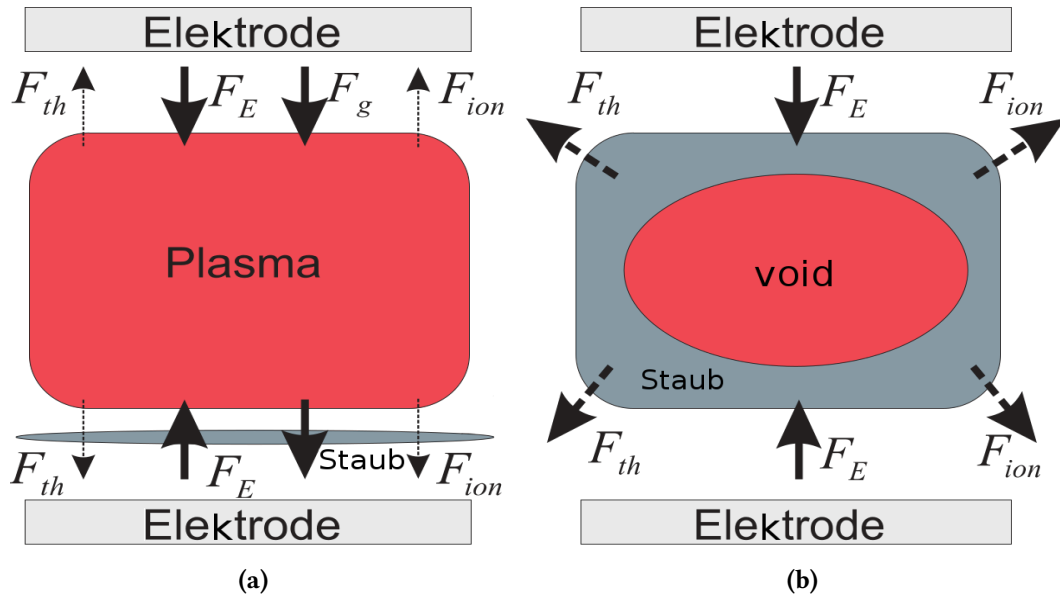 Elektrode
F_th F_E F_g F_ion
Plasma
Staub
F_th F_E F_ion
Elektrode
(a)
Elektrode
F_th F_E F_ion
void
Staub
F_th F_E F_ion
Elektrode
(b)